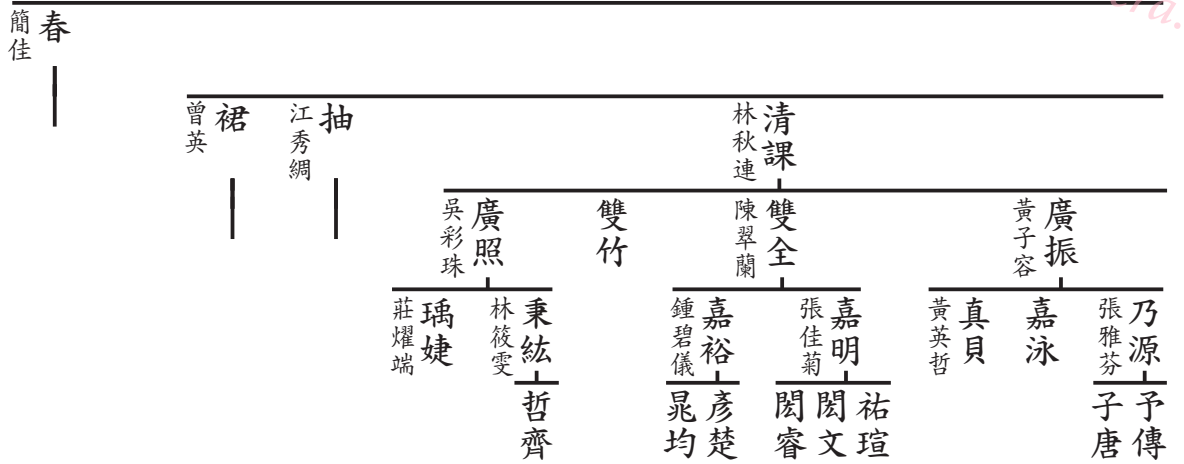 春
簡佳
清課
林秋連
抽
江秀綢
裙
曾英
廣振
黃子容
雙全
陳翠蘭
雙竹
廣照
吳彩珠
乃源
張雅芬
嘉泳
真貝
黃英哲
嘉明
張佳菊
嘉裕
鍾碧儀
秉紘
林筱雯
瑀婕
莊燿端
予傳
子唐
祐瑄
閎文
閎睿
彥楚
晁均
哲齊